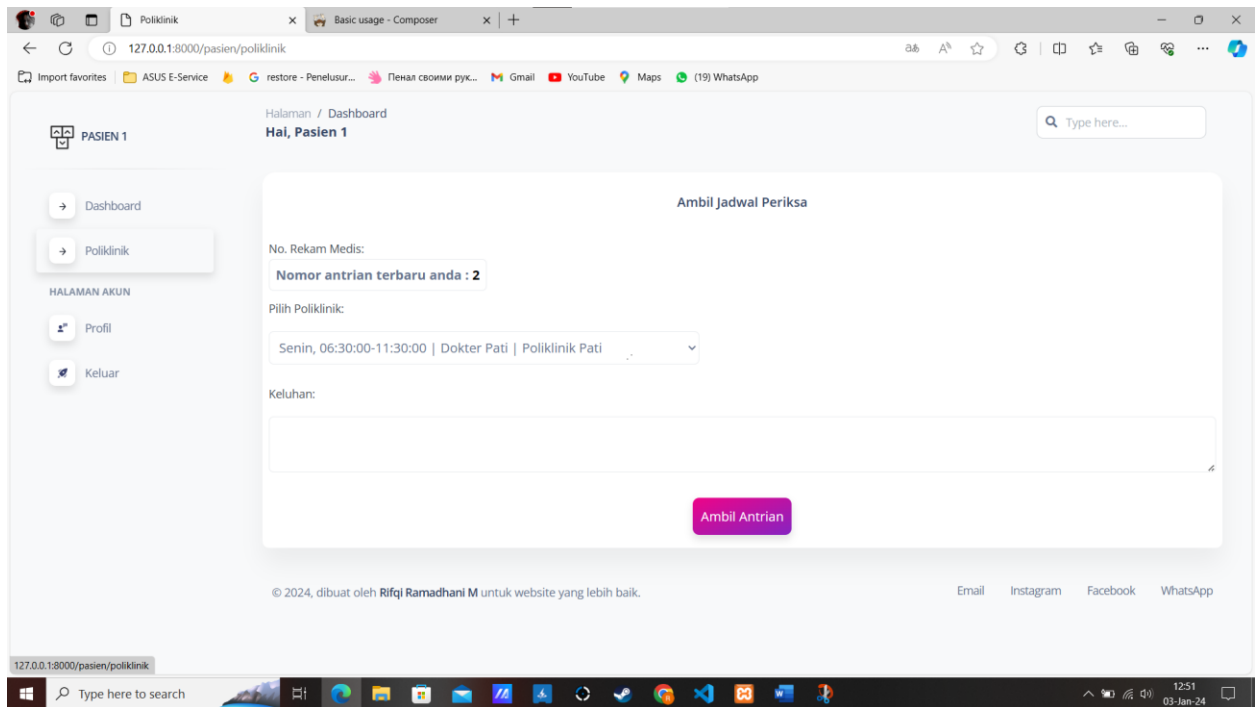 Poliklinik
Basic usage - Composer
127.0.0.1:8000/pasien/poliklinik
Import favorites ASUS E-Service restore - Penelusur... Пенал своими рук... Gmail YouTube Maps (19) WhatsApp
PASIEN 1
Halaman / Dashboard
Hai, Pasien 1
Type here...
Dashboard
Poliklinik
HALAMAN AKUN
Profil
Keluar
Ambil Jadwal Periksa
No. Rekam Medis:
Nomor antrian terbaru anda : 2
Pilih Poliklinik:
Senin, 06:30:00-11:30:00 | Dokter Pati | Poliklinik Pati
Keluhan:
Ambil Antrian
© 2024, dibuat oleh Rifqi Ramadhani M untuk website yang lebih baik.
Email Instagram Facebook WhatsApp
127.0.0.1:8000/pasien/poliklinik
Type here to search
12:51
03-Jan-24